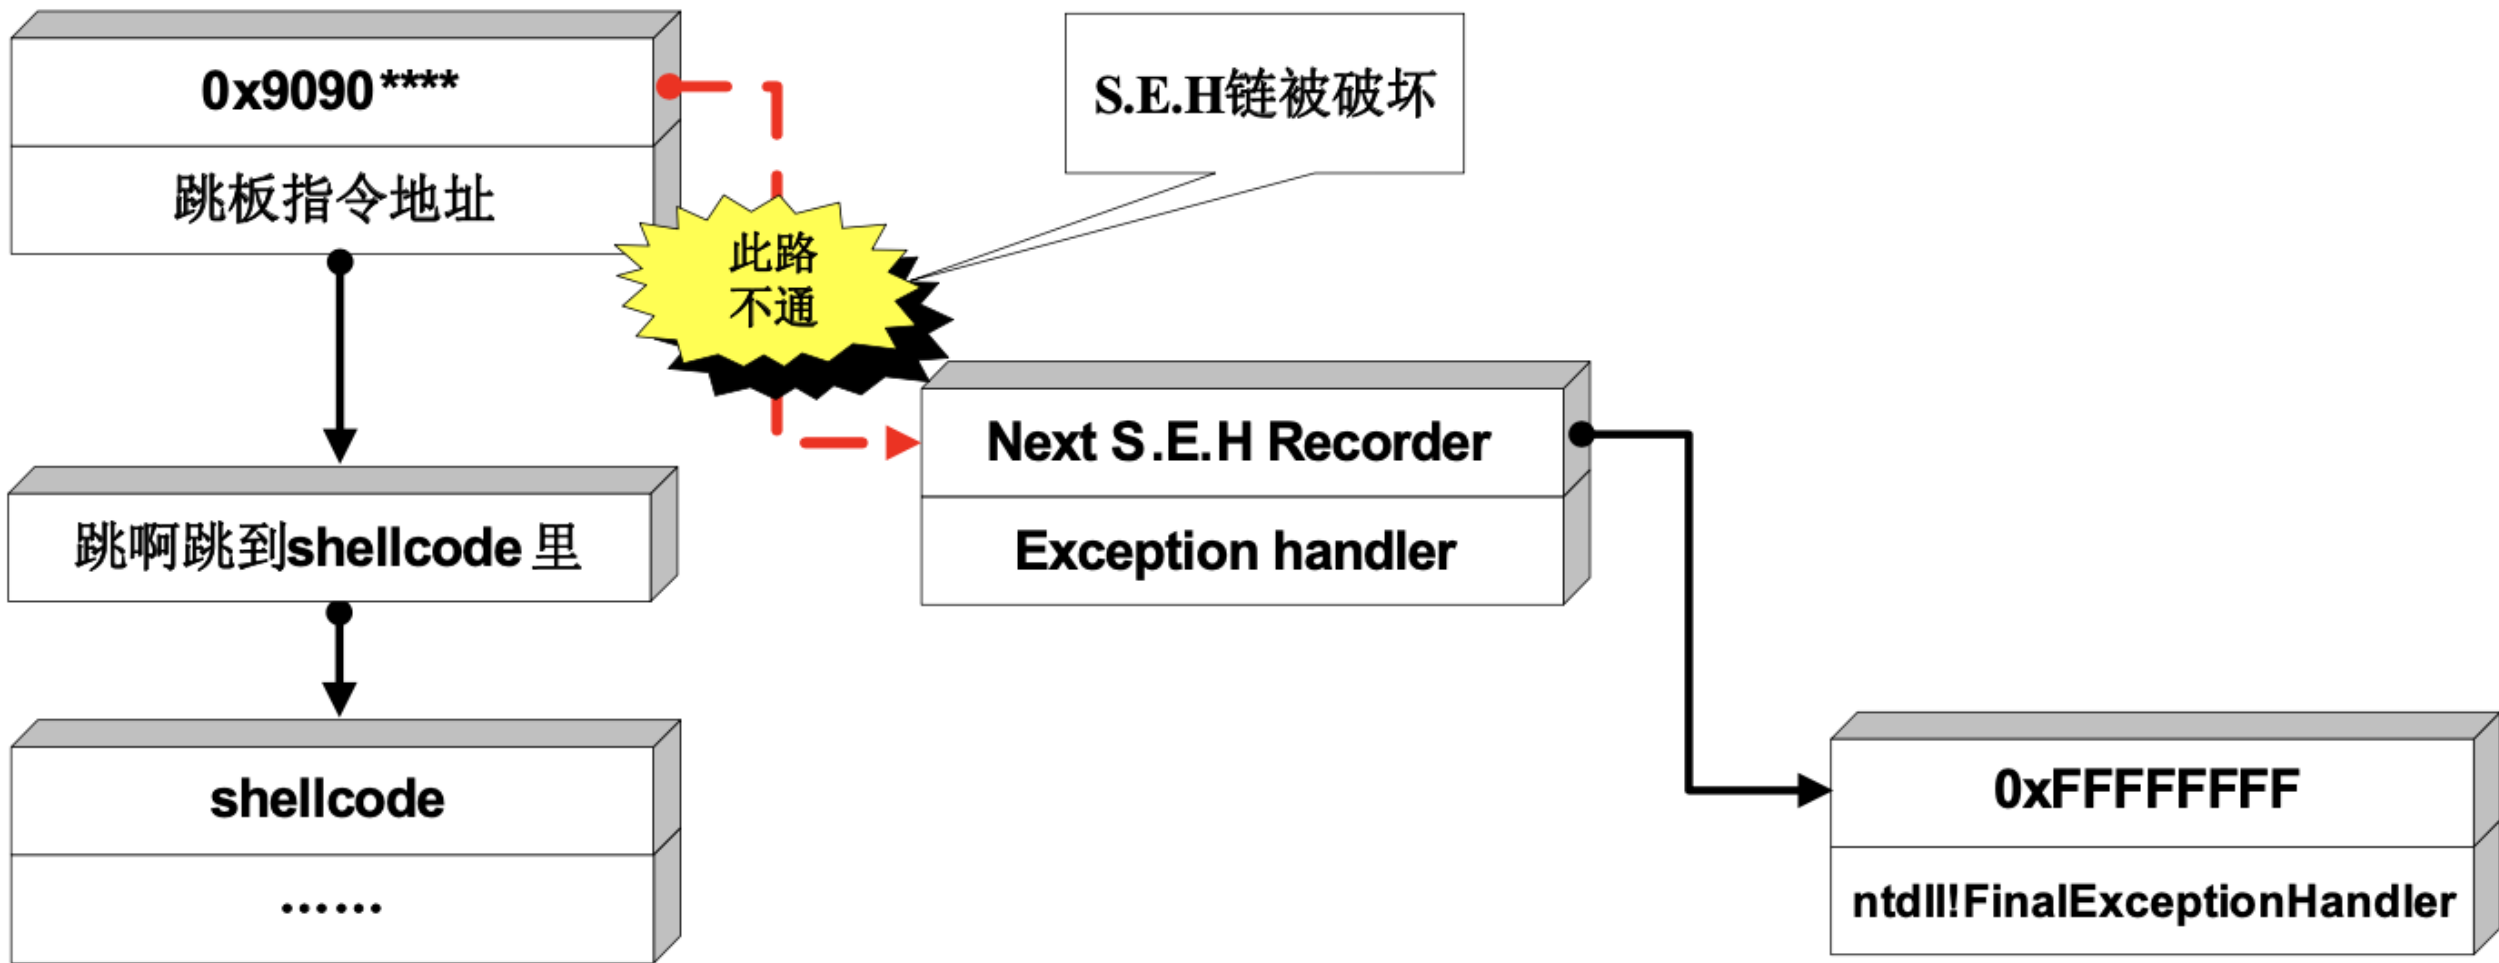 0x9090****
跳板指令地址
S.E.H链被破坏
此路
不通
跳啊跳到shellcode里
shellcode
······
Next S.E.H Recorder
Exception handler
0xFFFFFFFF
ntdll!FinalExceptionHandler